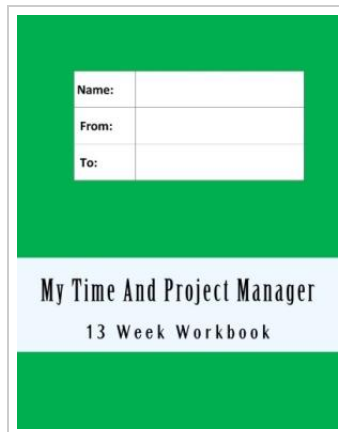 Name:
From:
To:
My Time And Project Manager
13 Week Workbook